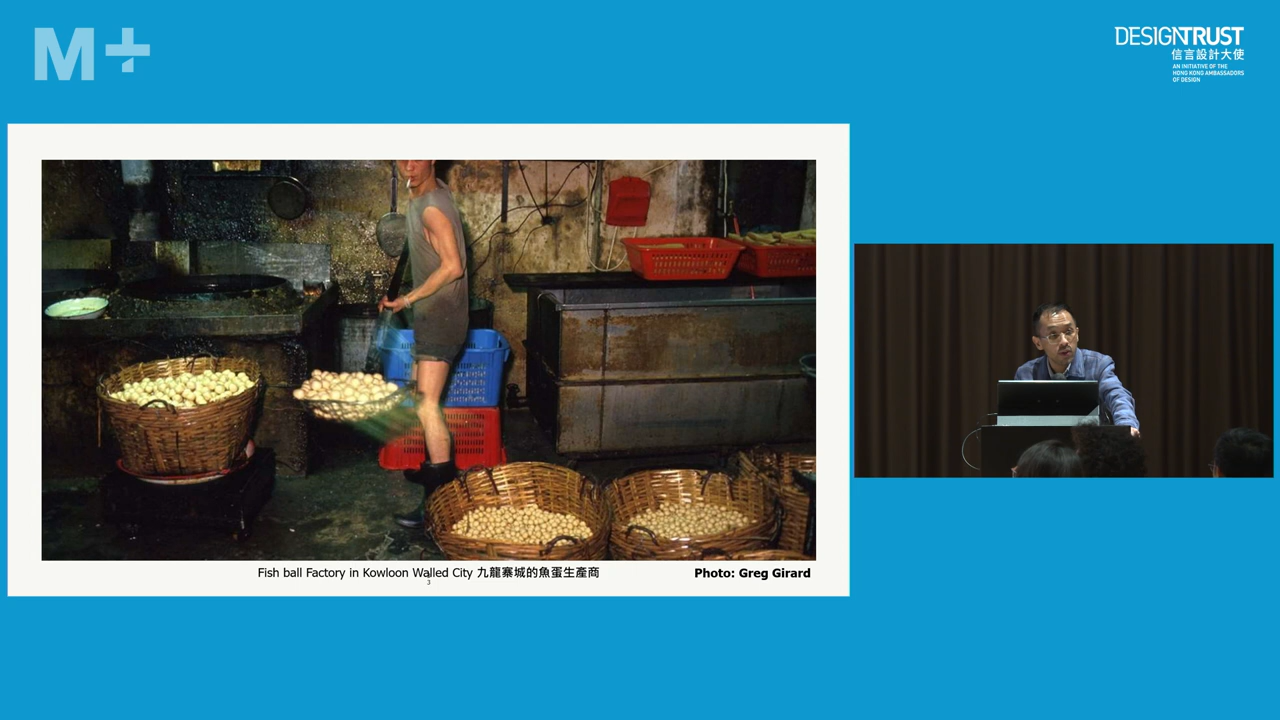 M+
DESIGNTRUST
信言設計大使
AN INITIATIVE OF THE
HONG KONG AMBASSADORS
OF DESIGN
Fish ball Factory in Kowloon Walled City 九龍寨城的魚蛋生產商
3
Photo: Greg Girard